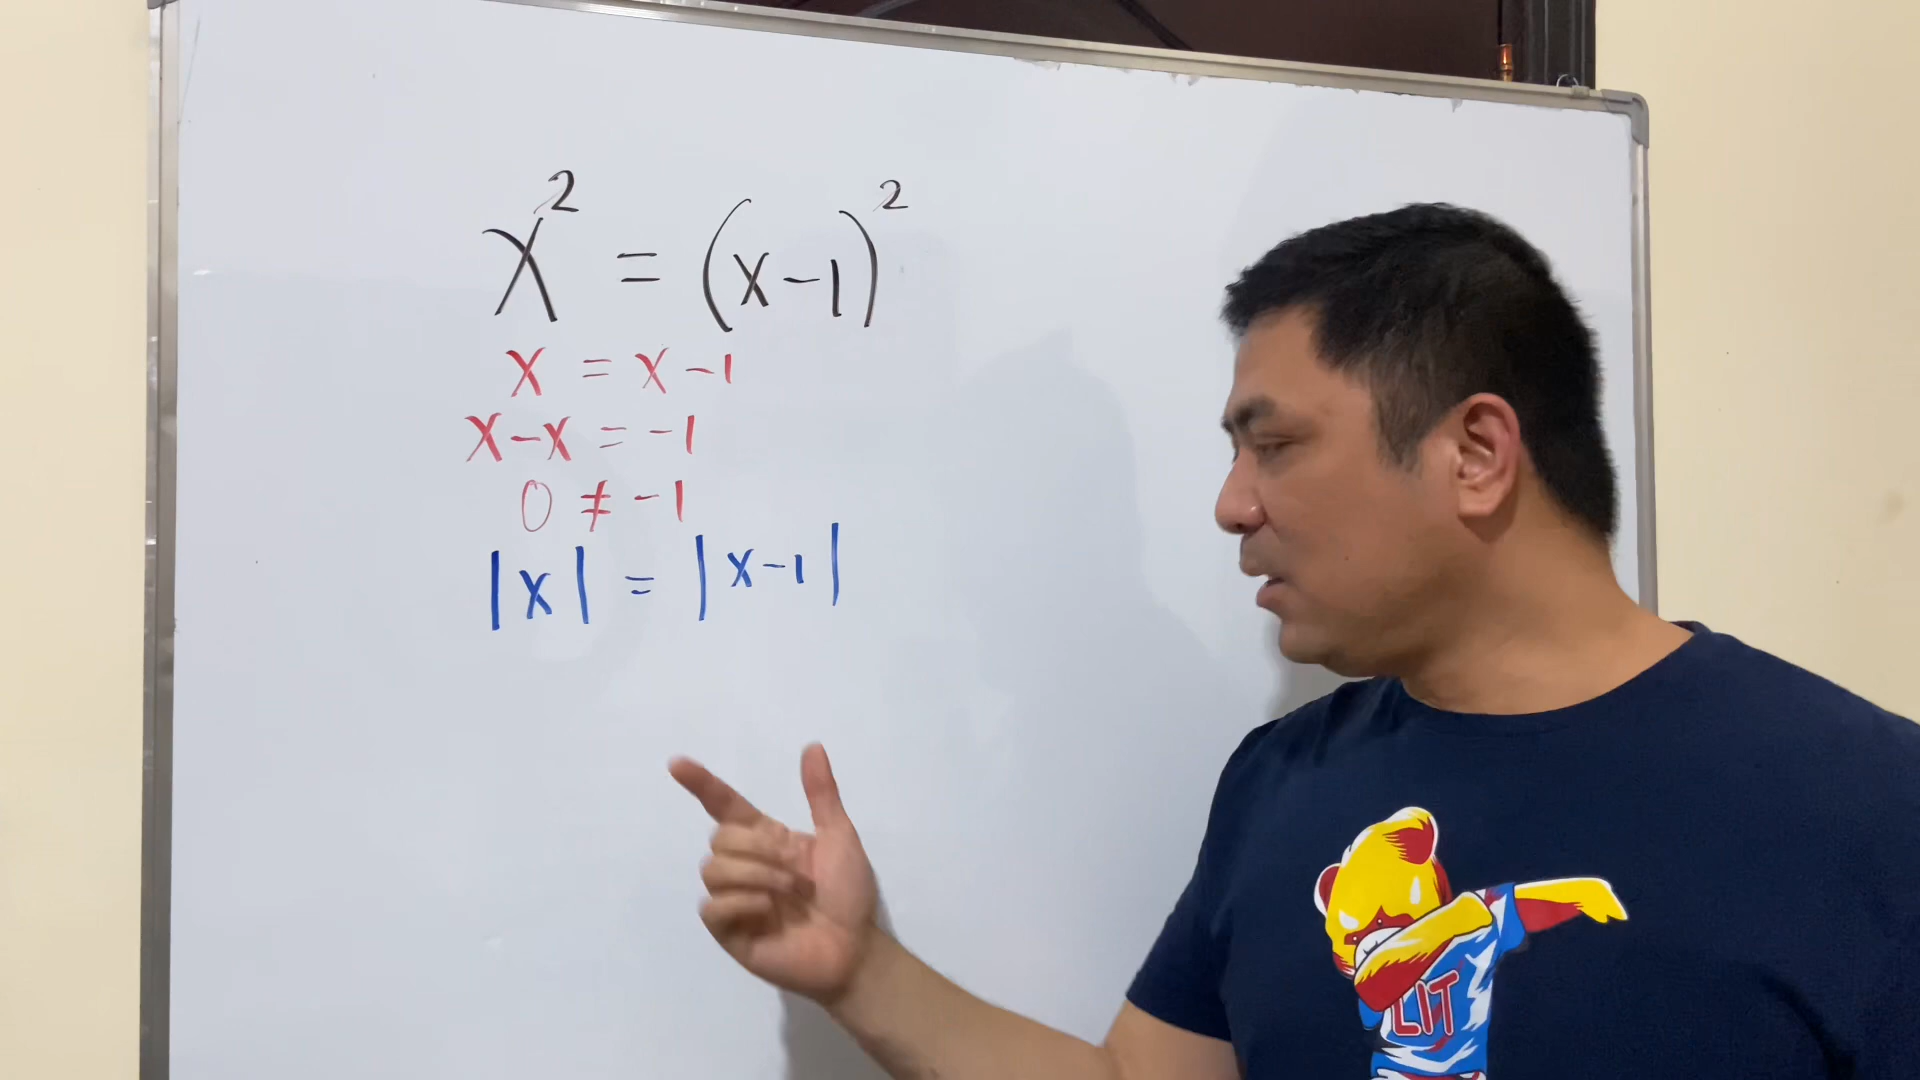 x² = (x-1)²
x = x-1
x-x = -1
0 ≠ -1
|x| = |x-1|
LIT